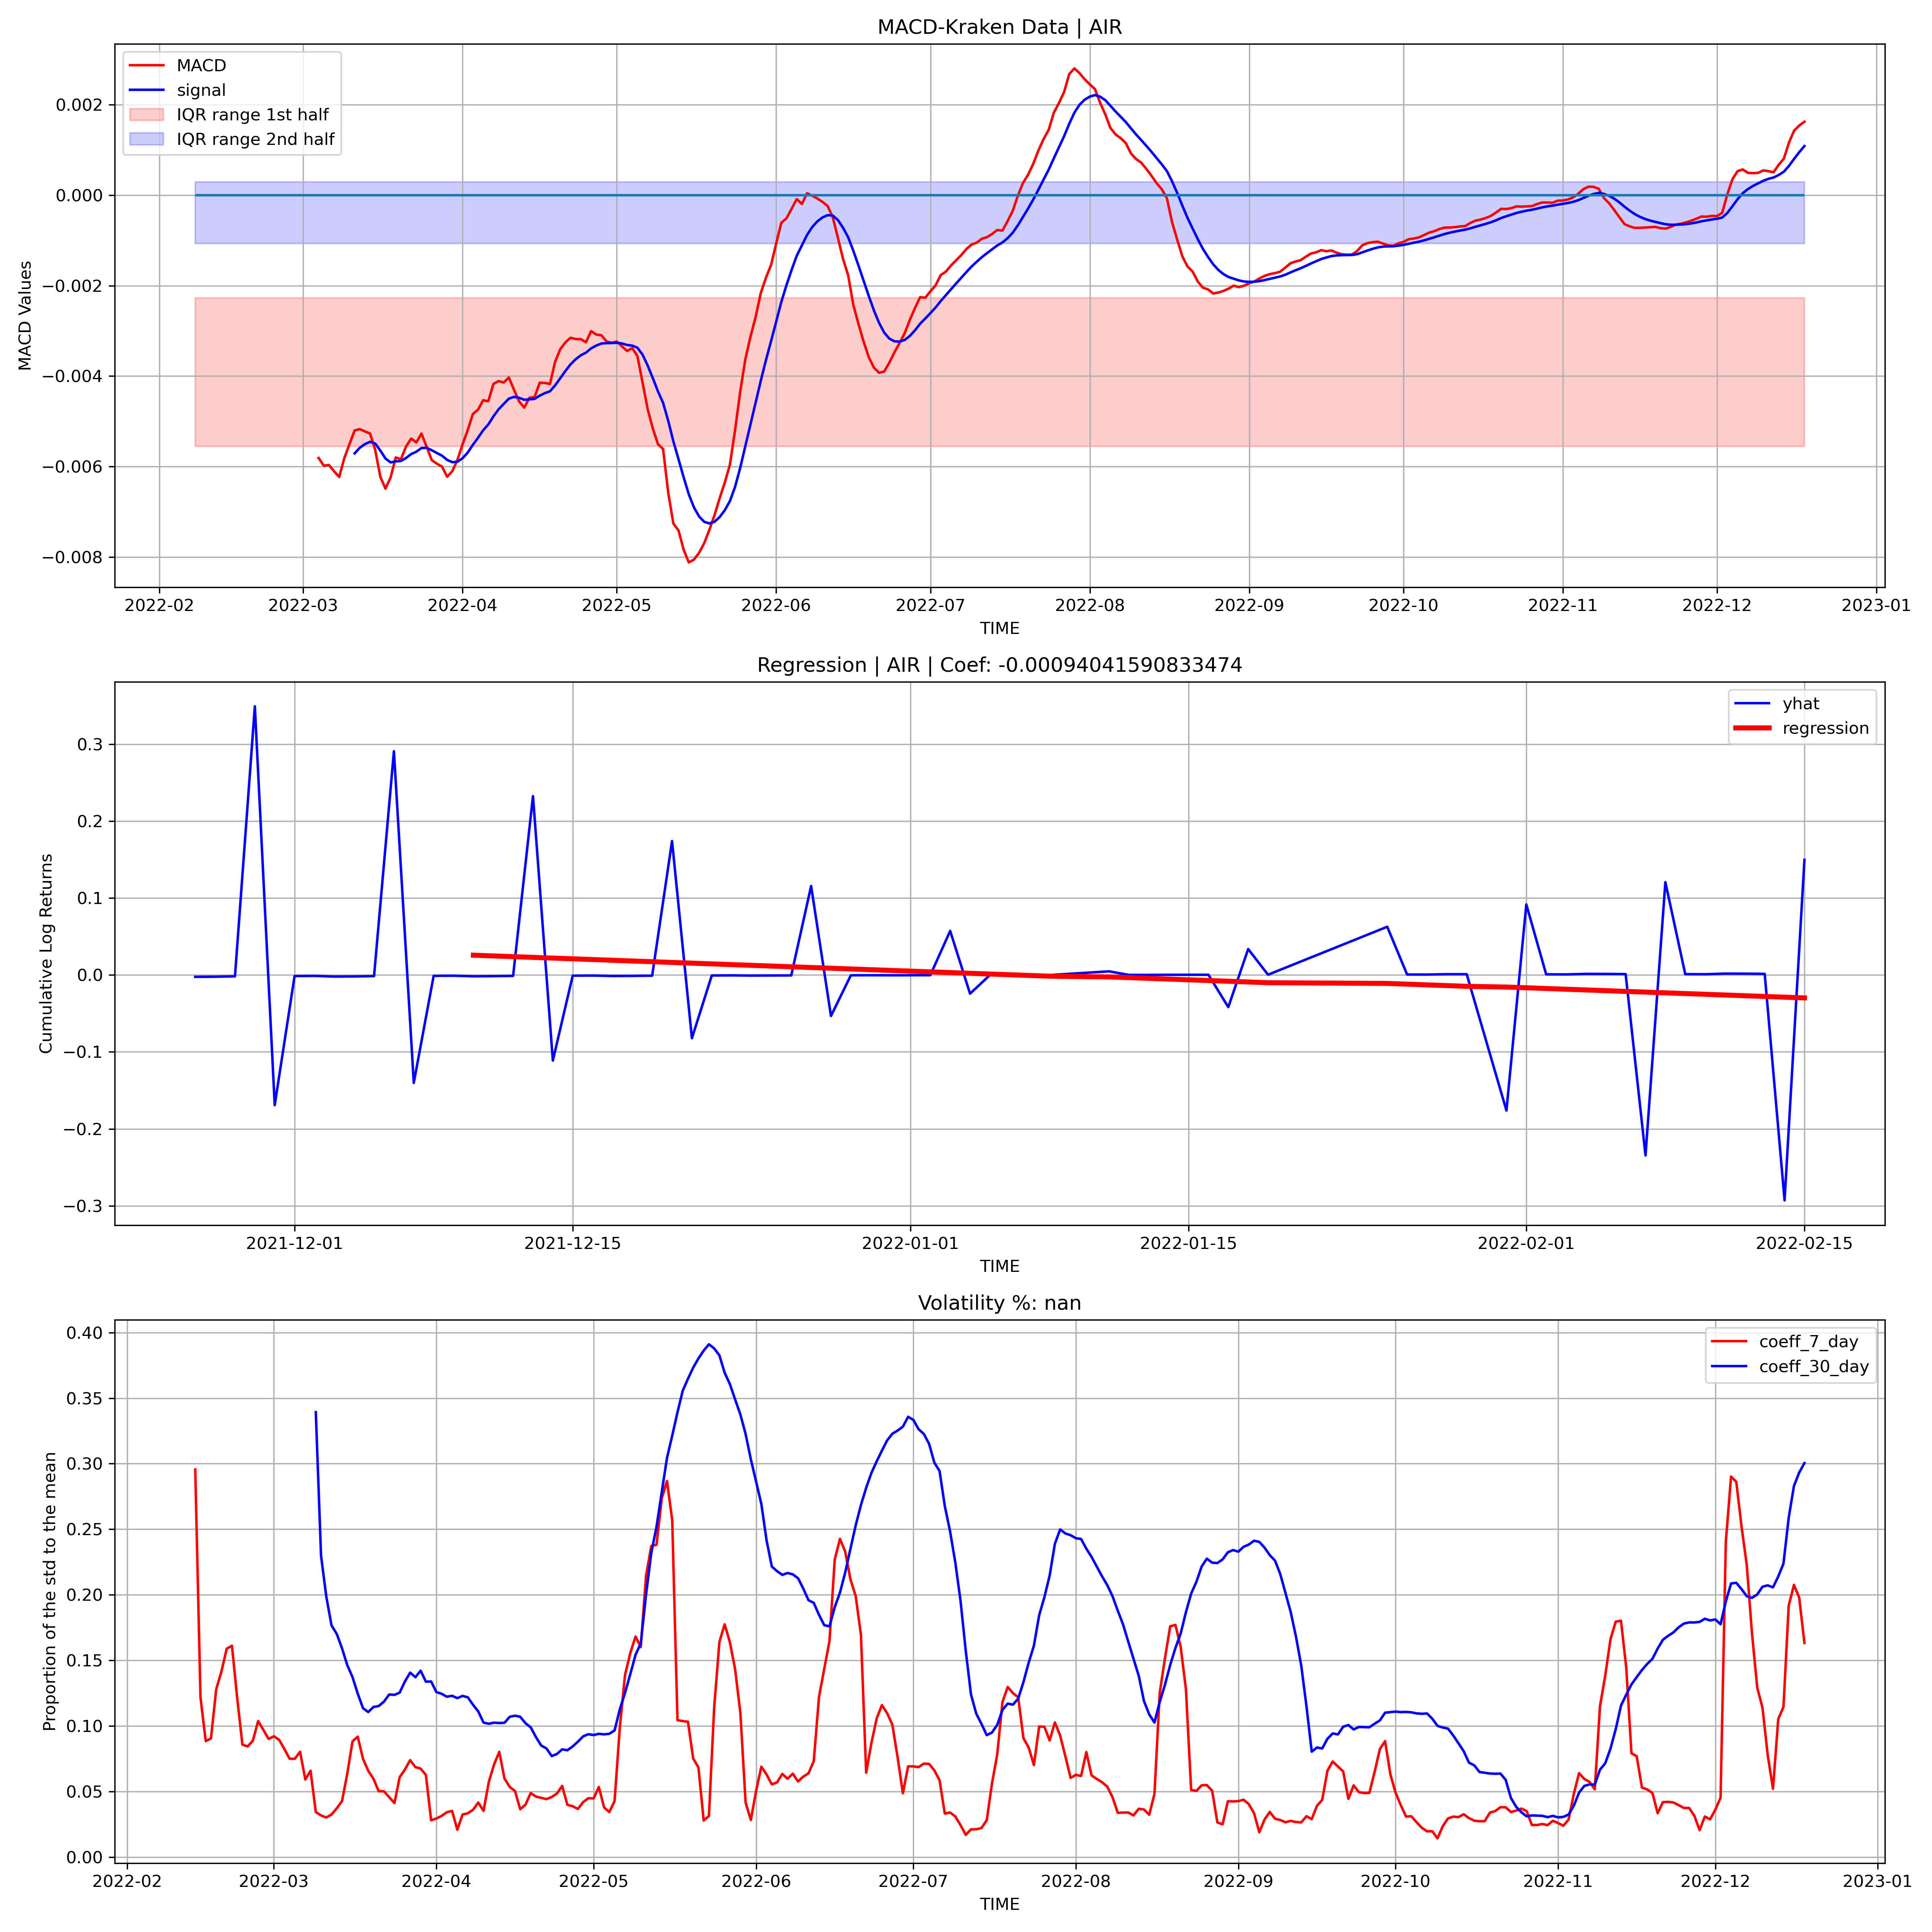 MACD-Kraken Data | AIR
MACD
signal
IQR range 1st half
IQR range 2nd half
MACD Values
0.002
0.000
−0.002
−0.004
−0.006
−0.008
2022-02 2022-03 2022-04 2022-05 2022-06 2022-07 2022-08 2022-09 2022-10 2022-11 2022-12 2023-01
TIME
Regression | AIR | Coef: -0.00094041590833474
yhat
regression
Cumulative Log Returns
0.3
0.2
0.1
0.0
−0.1
−0.2
−0.3
2021-12-01 2021-12-15 2022-01-01 2022-01-15 2022-02-01 2022-02-15
TIME
Volatility %: nan
coeff_7_day
coeff_30_day
Proportion of the std to the mean
0.40
0.35
0.30
0.25
0.20
0.15
0.10
0.05
0.00
2022-02 2022-03 2022-04 2022-05 2022-06 2022-07 2022-08 2022-09 2022-10 2022-11 2022-12 2023-01
TIME